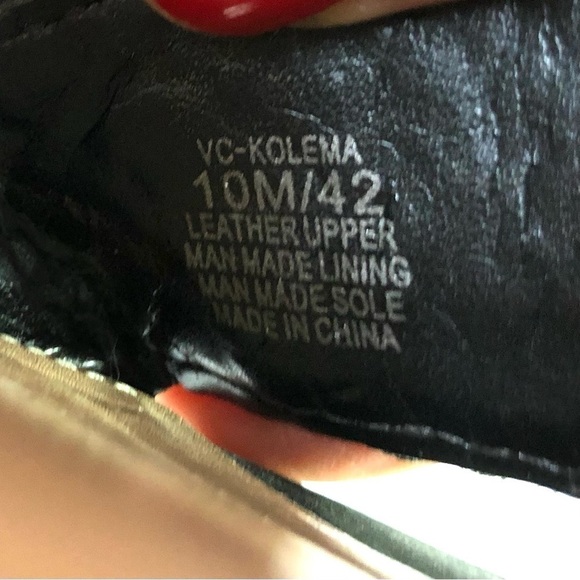 VC-KOLEMA
10M/42
LEATHER UPPER
MAN MADE LINING
MAN MADE SOLE
MADE IN CHINA